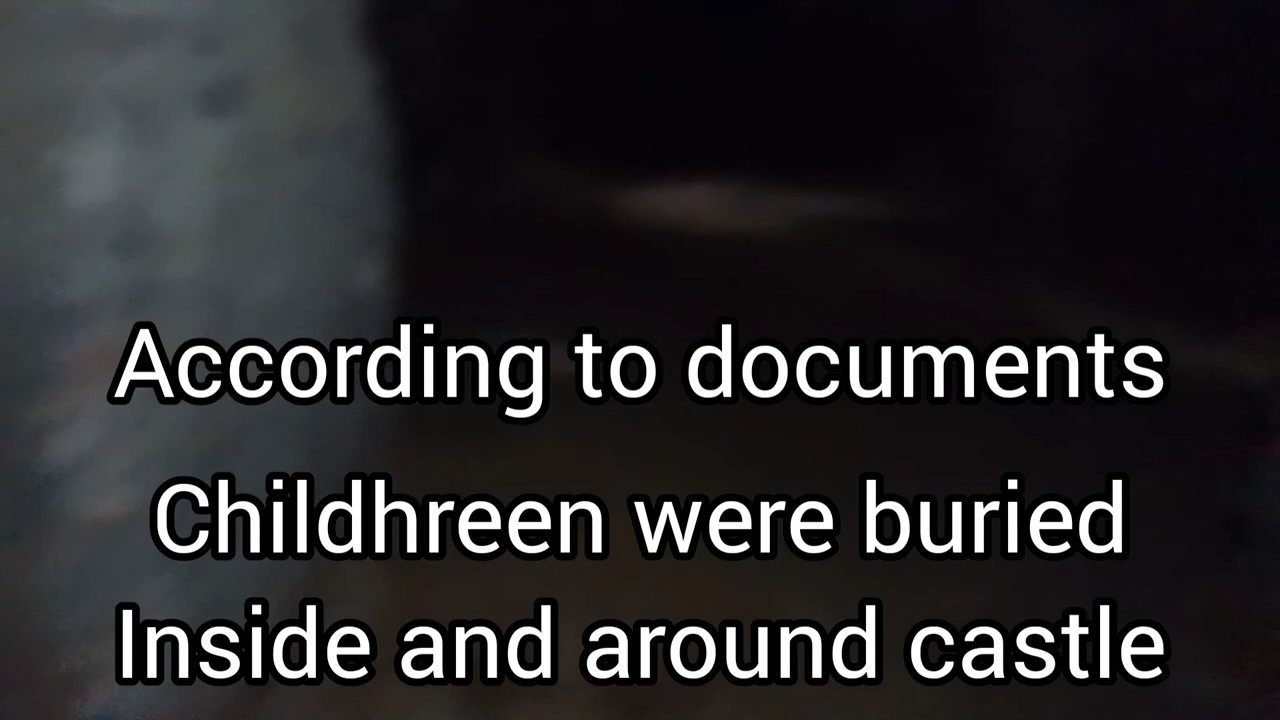 According to documents
Childhreen were buried
Inside and around castle